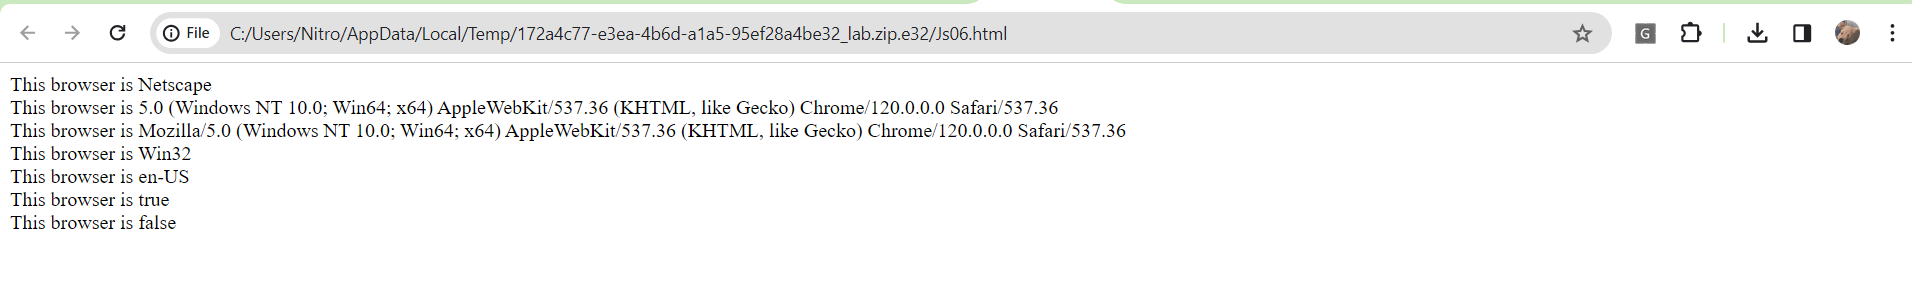 File C:/Users/Nitro/AppData/Local/Temp/172a4c77-e3ea-4b6d-a1a5-95ef28a4be32_lab.zip.e32/Js06.html G
This browser is Netscape
This browser is 5.0 (Windows NT 10.0; Win64; x64) AppleWebKit/537.36 (KHTML, like Gecko) Chrome/120.0.0.0 Safari/537.36
This browser is Mozilla/5.0 (Windows NT 10.0; Win64; x64) AppleWebKit/537.36 (KHTML, like Gecko) Chrome/120.0.0.0 Safari/537.36
This browser is Win32
This browser is en-US
This browser is true
This browser is false